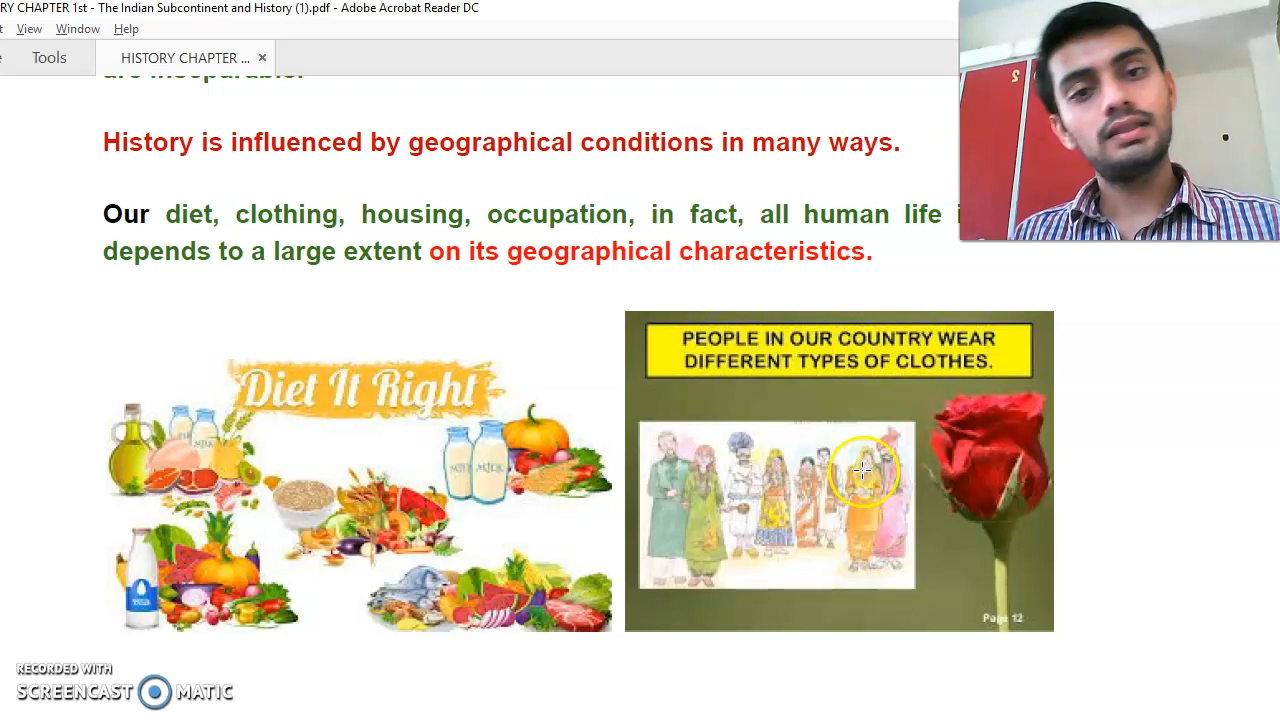 RY CHAPTER 1st - The Indian Subcontinent and History (1).pdf - Adobe Acrobat Reader DC
View Window Help
Tools HISTORY CHAPTER ... ×
are inseparable.
History is influenced by geographical conditions in many ways.
Our diet, clothing, housing, occupation, in fact, all human life
depends to a large extent on its geographical characteristics.
PEOPLE IN OUR COUNTRY WEAR
DIFFERENT TYPES OF CLOTHES.
Diet It Right
MILK
Page 12
RECORDED WITH
SCREENCAST MATIC